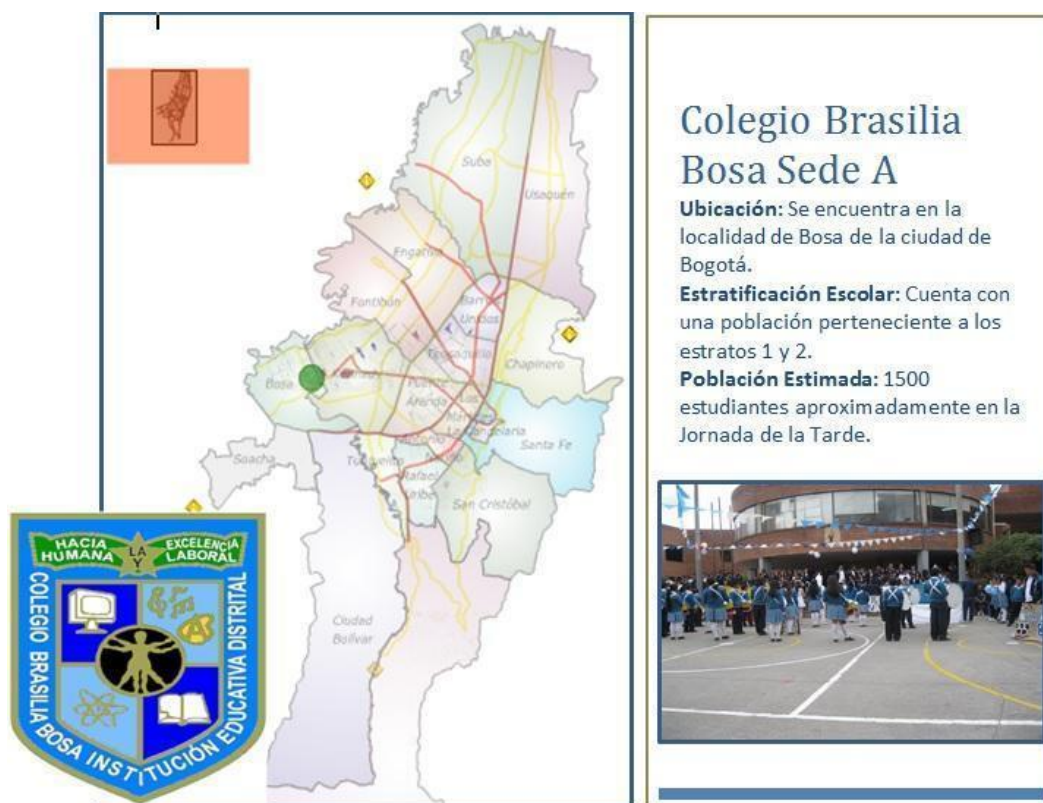 Suba
Usaquén
Engativá
Fontibón
Barrios
Unidos
Teusaquillo
Chapinero
Bosa
Puente
Aranda
Los
La Candelaria
Santa Fe
Antonio
Nariño
Tunjuelito
Rafael
Uribe
San Cristóbal
Soacha
Ciudad
Bolívar
HACIA LA EXCELENCIA
HUMANA Y LABORAL
COLEGIO BRASILIA BOSA INSTITUCIÓN EDUCATIVA DISTRITAL
Colegio Brasilia
Bosa Sede A
Ubicación: Se encuentra en la
localidad de Bosa de la ciudad de
Bogotá.
Estratificación Escolar: Cuenta con
una población perteneciente a los
estratos 1 y 2.
Población Estimada: 1500
estudiantes aproximadamente en la
Jornada de la Tarde.